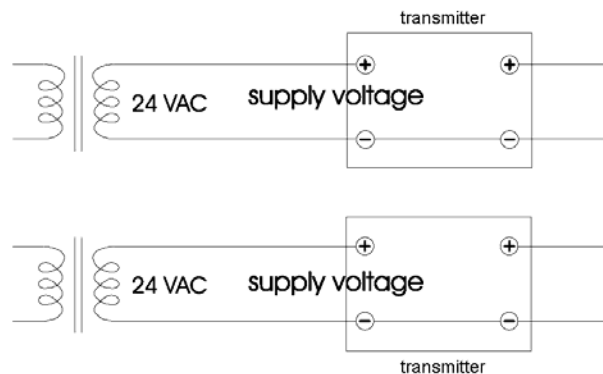 transmitter
24 VAC supply voltage
+ +
− −
24 VAC supply voltage
+ +
− −
transmitter